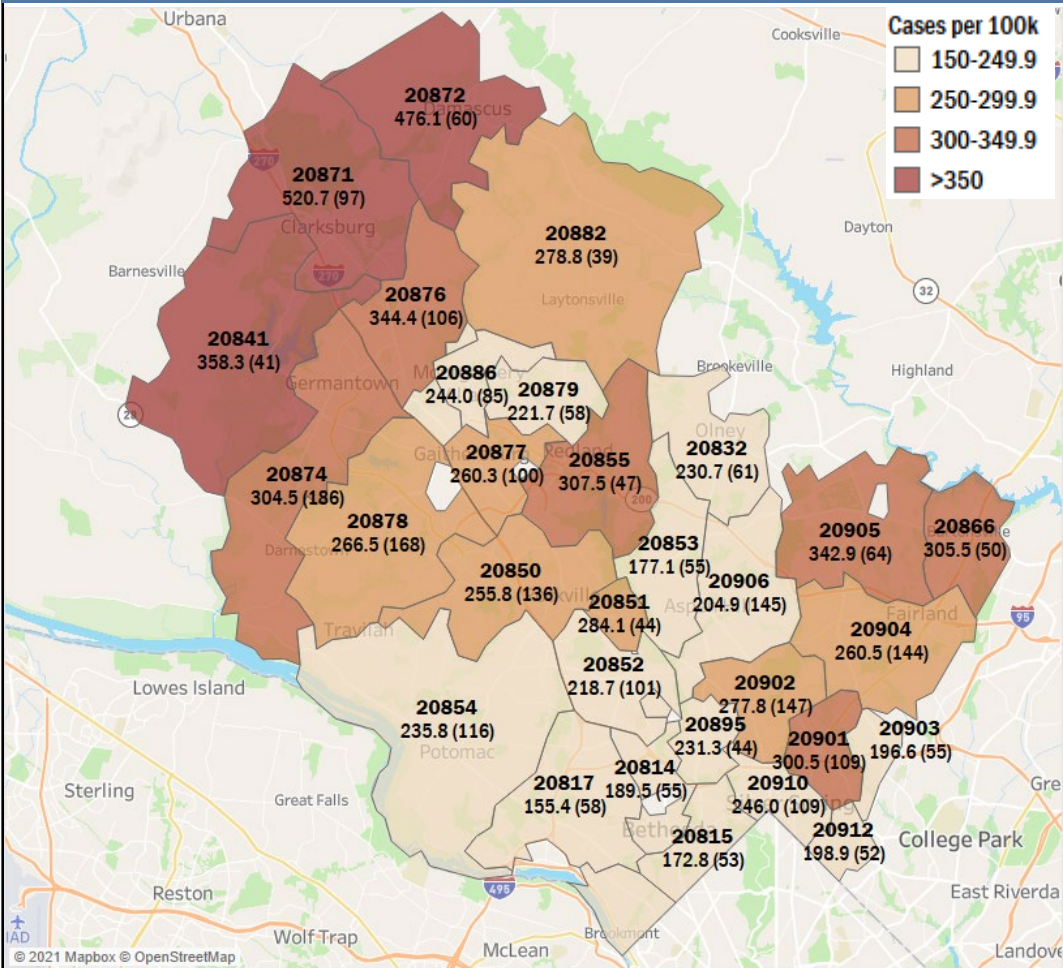 Urbana
Cooksville
Cases per 100k
150-249.9
250-299.9
300-349.9
>350
20872
Damascus
476.1 (60)
270
20871
520.7 (97)
Clarksburg
Dayton
20882
278.8 (39)
Barnesville
270
32
20876
344.4 (106)
Laytonsville
20841
358.3 (41)
Brookeville
Highland
Germantown
20886
244.0 (85)
20879
221.7 (58)
28
Olney
20832
230.7 (61)
20877
260.3 (100)
Redland
20855
307.5 (47)
20874
304.5 (186)
200
20878
266.5 (168)
Darnestown
20905
342.9 (64)
20866
305.5 (50)
20853
177.1 (55)
20850
255.8 (136)
20906
204.9 (145)
20851
284.1 (44)
Fairland
95
20904
260.5 (144)
Travilah
20852
218.7 (101)
Lowes Island
20902
277.8 (147)
20854
235.8 (116)
Potomac
20895
231.3 (44)
20901
300.5 (109)
20903
196.6 (55)
20814
189.5 (55)
20817
155.4 (58)
20910
246.0 (109)
Sterling
Great Falls
20815
172.8 (53)
20912
198.9 (52)
College Park
495
Reston
East Riverda
IAD
Wolf Trap
Brookmont
McLean
Landove
© 2021 Mapbox © OpenStreetMap